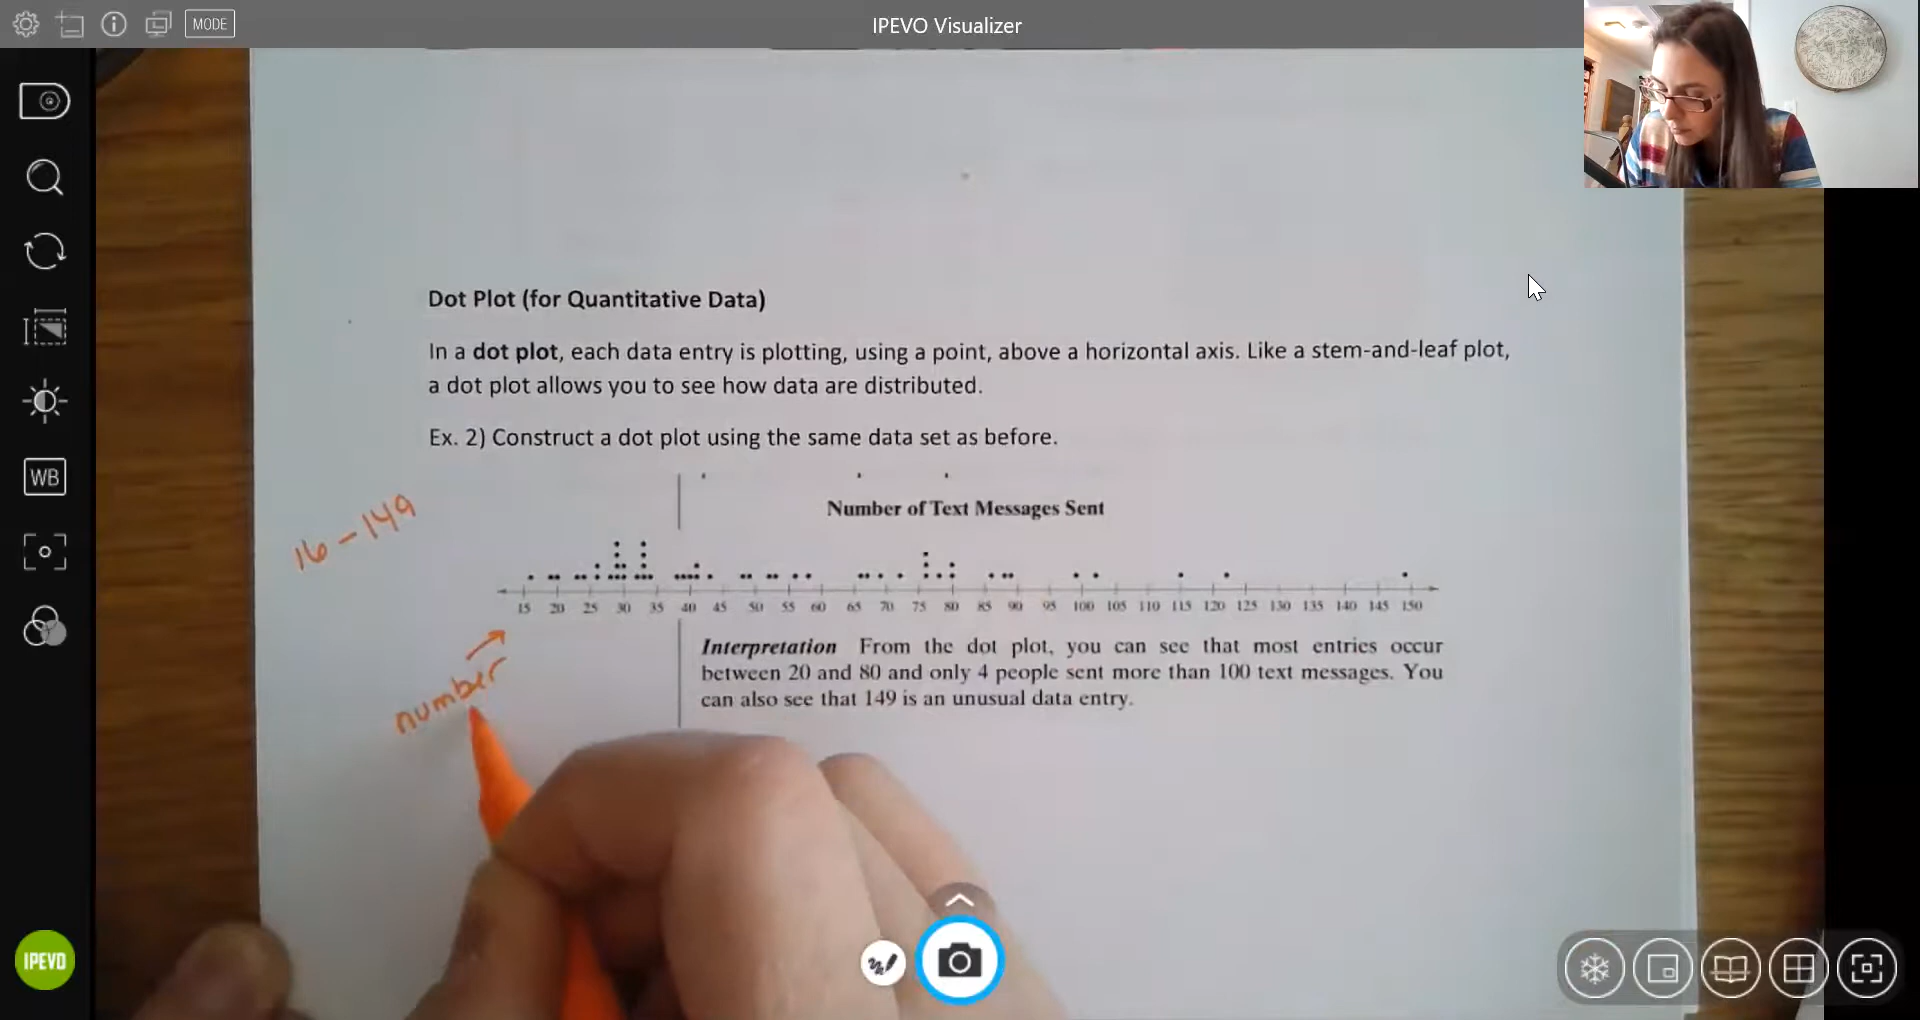 IPEVO Visualizer
MODE
WB
IPEVO
Dot Plot (for Quantitative Data)
In a dot plot, each data entry is plotting, using a point, above a horizontal axis. Like a stem-and-leaf plot,
a dot plot allows you to see how data are distributed.
Ex. 2) Construct a dot plot using the same data set as before.
16-149
Number of Text Messages Sent
15 20 25 30 35 40 45 50 55 60 65 70 75 80 85 90 95 100 105 110 115 120 125 130 135 140 145 150
number
Interpretation From the dot plot, you can see that most entries occur
between 20 and 80 and only 4 people sent more than 100 text messages. You
can also see that 149 is an unusual data entry.